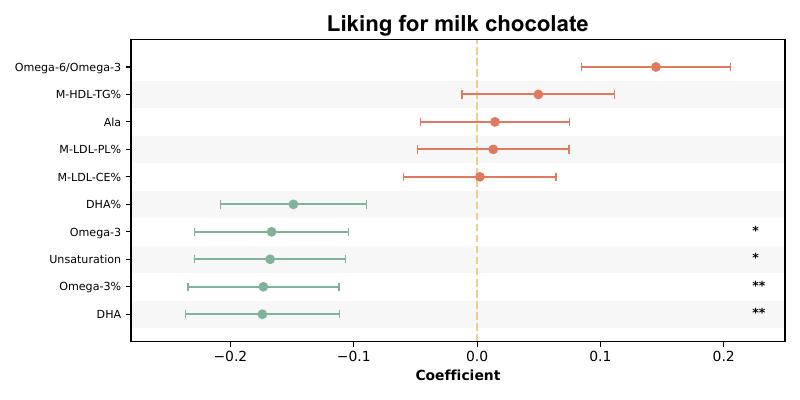 Liking for milk chocolate
Omega-6/Omega-3
M-HDL-TG%
Ala
M-LDL-PL%
M-LDL-CE%
DHA%
Omega-3 *
Unsaturation *
Omega-3% **
DHA **
−0.2 −0.1 0.0 0.1 0.2
Coefficient